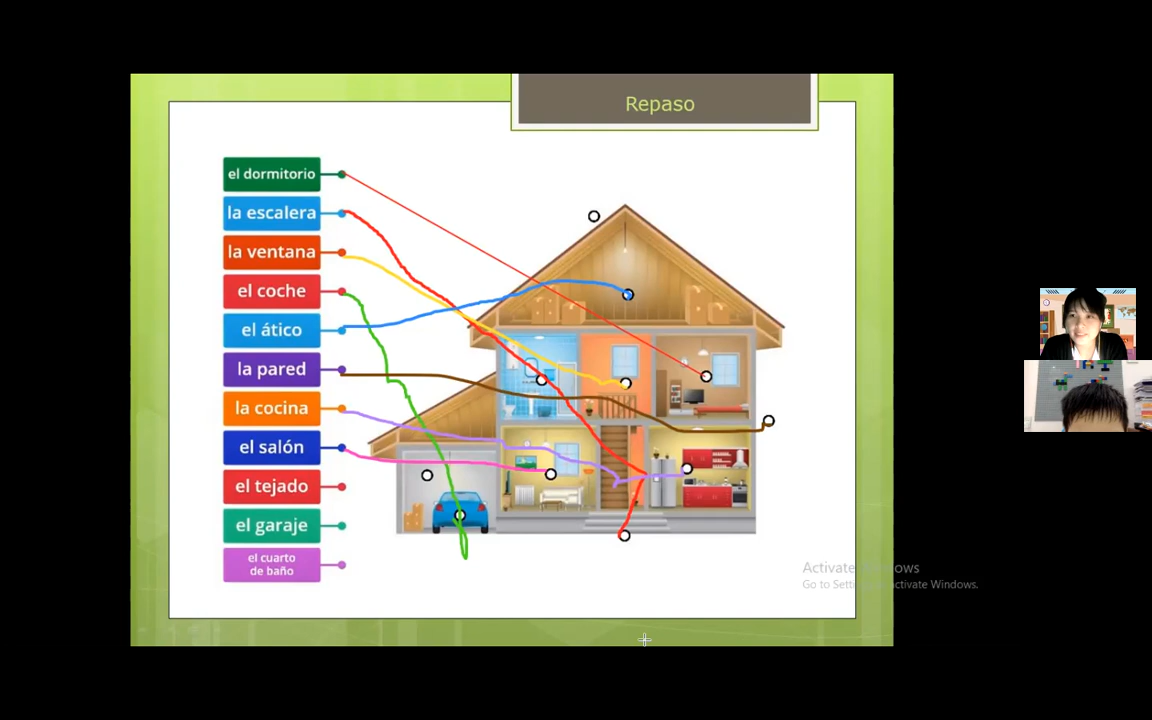 Repaso
el dormitorio
la escalera
la ventana
el coche
el ático
la pared
la cocina
el salón
el tejado
el garaje
el cuarto
de baño
Activate Windows
Go to Settings to activate Windows.